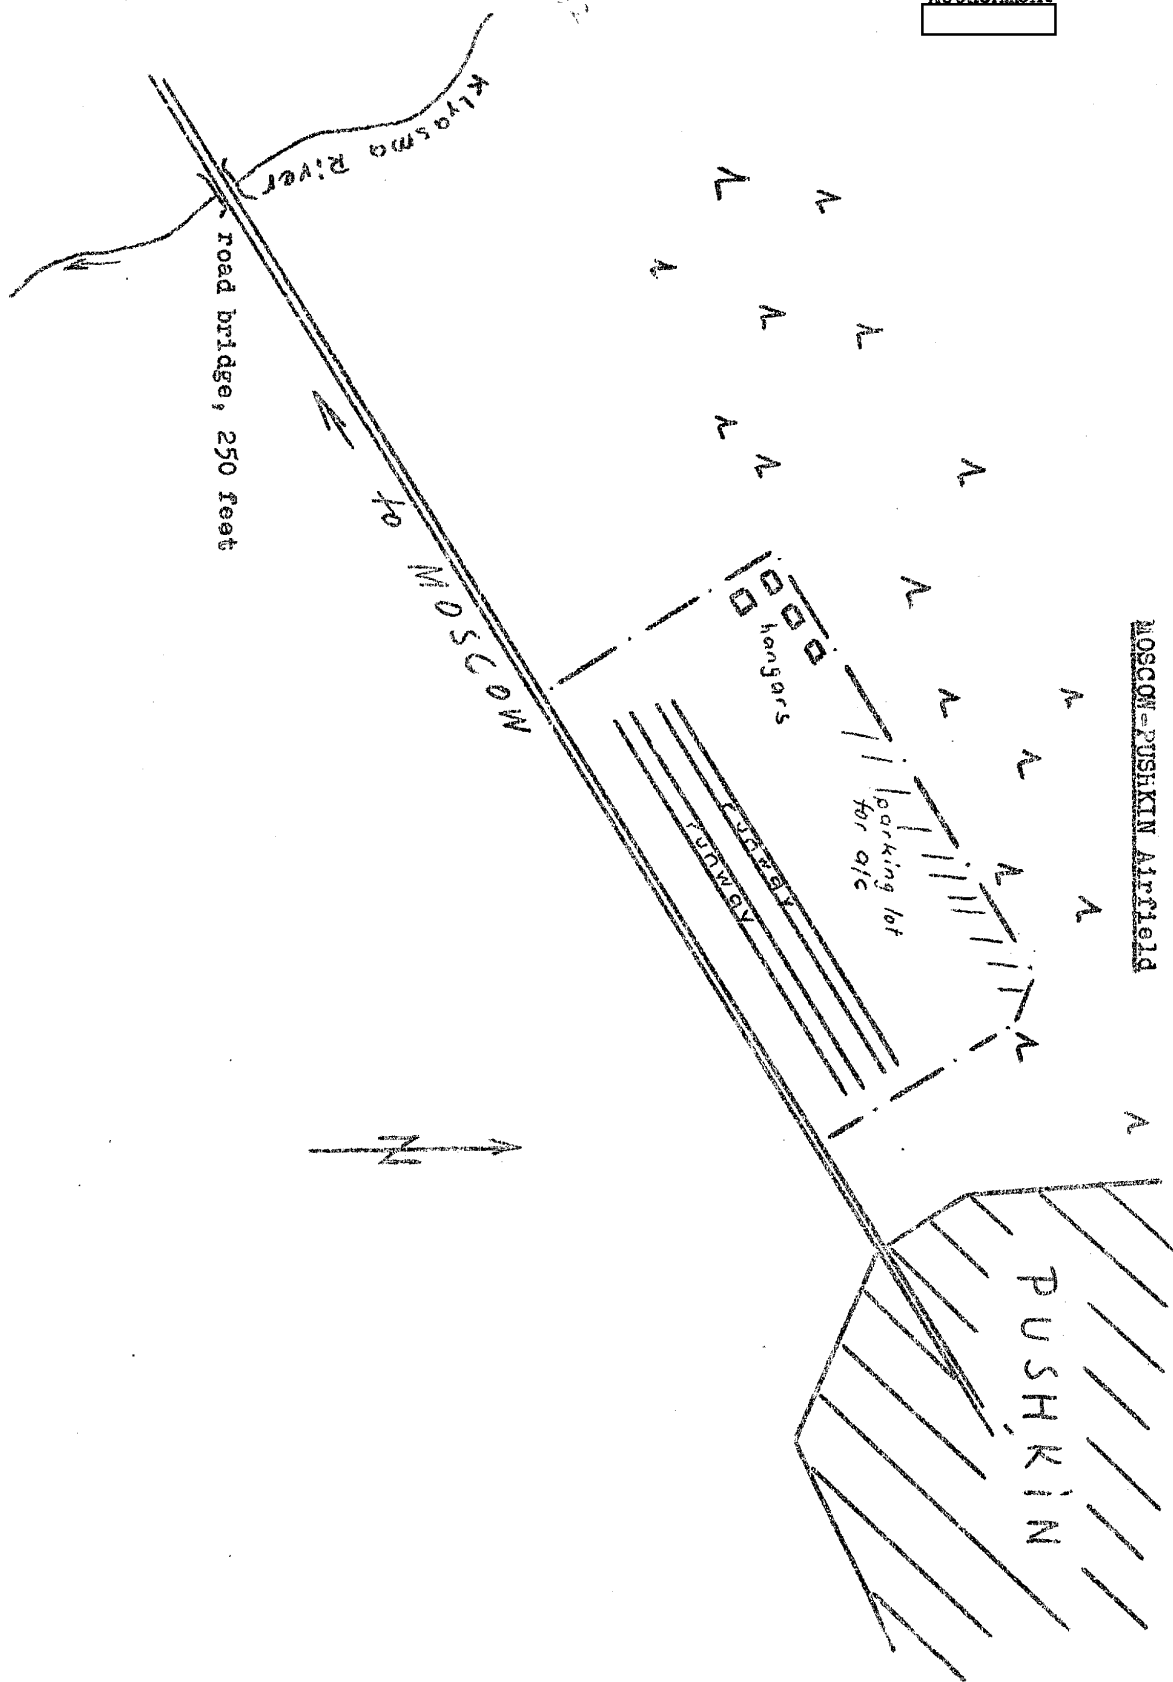 MOSCOW-PUSHKIN Airfield
PUSHKIN
parking lot
for a/c
hangars
runway
runway
to MOSCOW
Klyasma River
road bridge, 250 feet
N